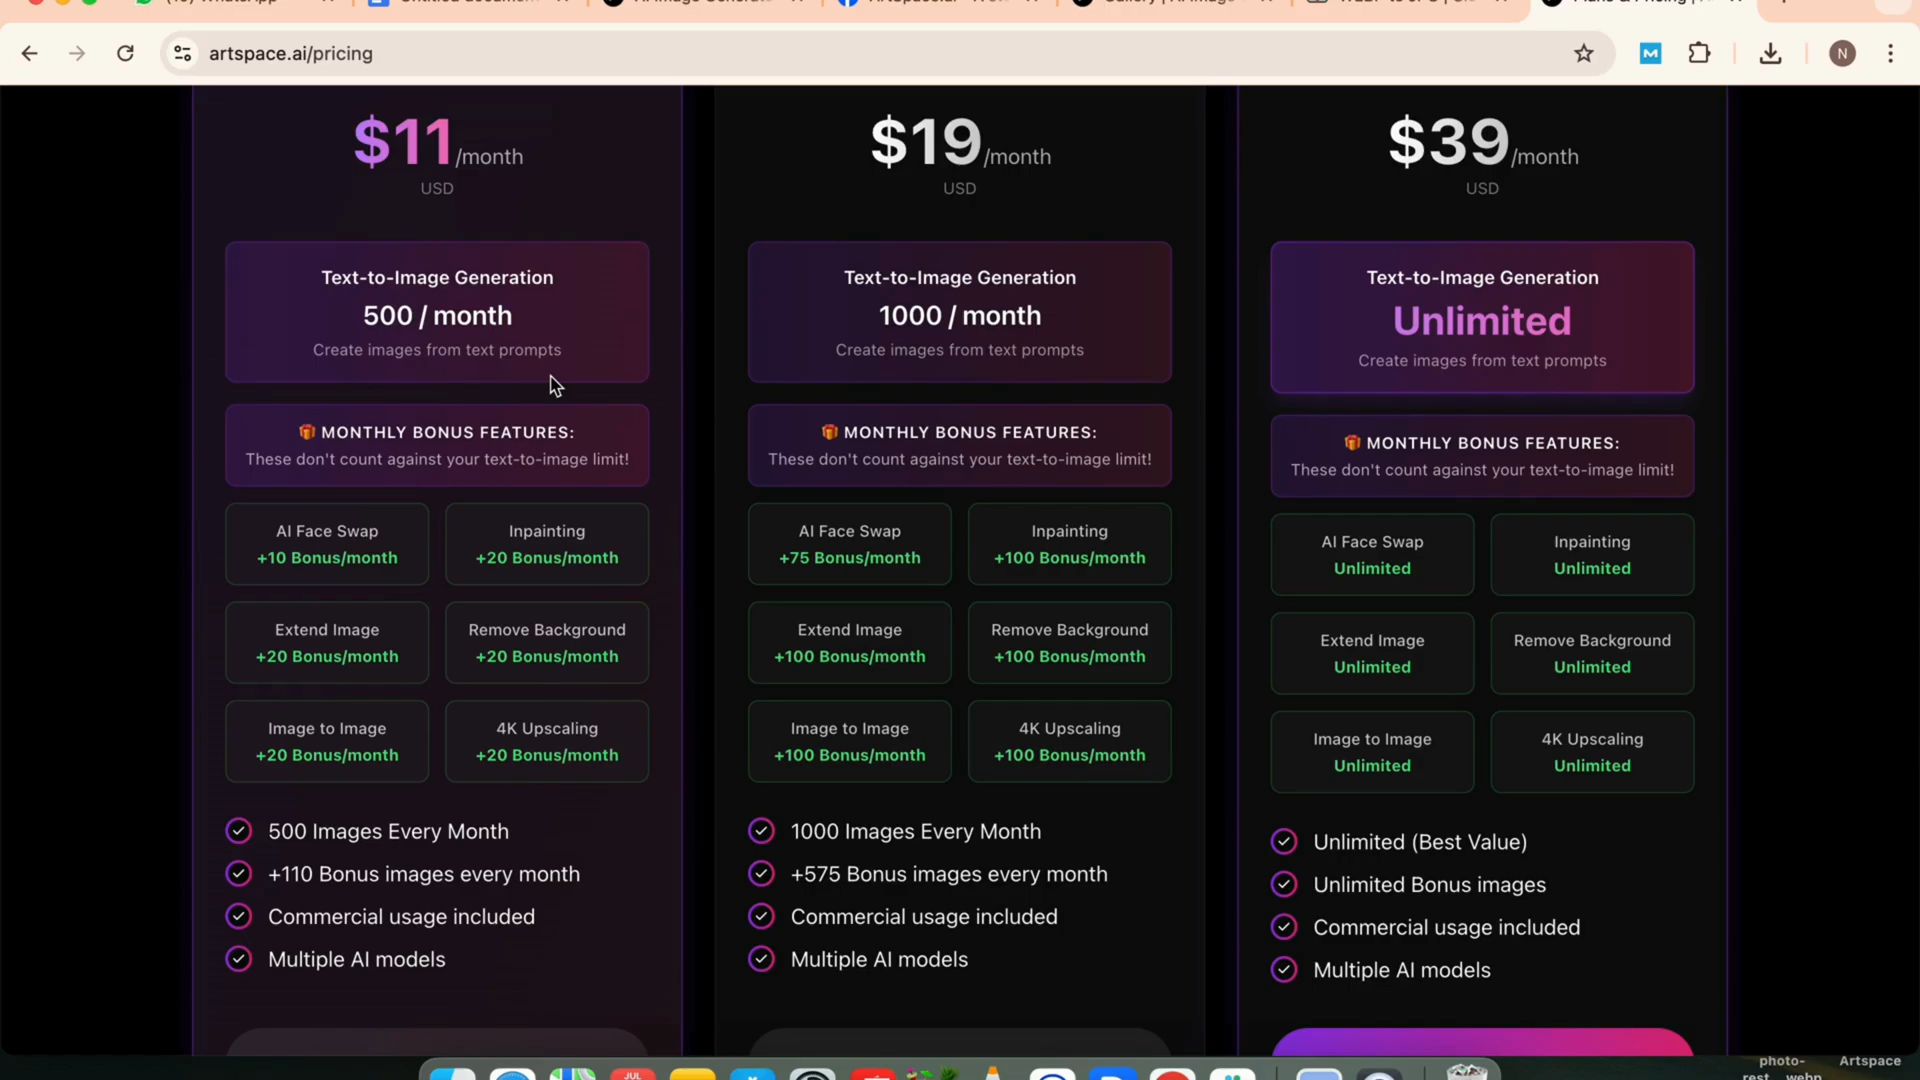 artspace.ai/pricing
N
$11/month
USD
Text-to-Image Generation
500 / month
Create images from text prompts
MONTHLY BONUS FEATURES:
These don't count against your text-to-image limit!
AI Face Swap
+10 Bonus/month
Inpainting
+20 Bonus/month
Extend Image
+20 Bonus/month
Remove Background
+20 Bonus/month
Image to Image
+20 Bonus/month
4K Upscaling
+20 Bonus/month
500 Images Every Month
+110 Bonus images every month
Commercial usage included
Multiple AI models
$19/month
USD
Text-to-Image Generation
1000 / month
Create images from text prompts
MONTHLY BONUS FEATURES:
These don't count against your text-to-image limit!
AI Face Swap
+75 Bonus/month
Inpainting
+100 Bonus/month
Extend Image
+100 Bonus/month
Remove Background
+100 Bonus/month
Image to Image
+100 Bonus/month
4K Upscaling
+100 Bonus/month
1000 Images Every Month
+575 Bonus images every month
Commercial usage included
Multiple AI models
$39/month
USD
Text-to-Image Generation
Unlimited
Create images from text prompts
MONTHLY BONUS FEATURES:
These don't count against your text-to-image limit!
AI Face Swap
Unlimited
Inpainting
Unlimited
Extend Image
Unlimited
Remove Background
Unlimited
Image to Image
Unlimited
4K Upscaling
Unlimited
Unlimited (Best Value)
Unlimited Bonus images
Commercial usage included
Multiple AI models
JUL
photo-
Artspace